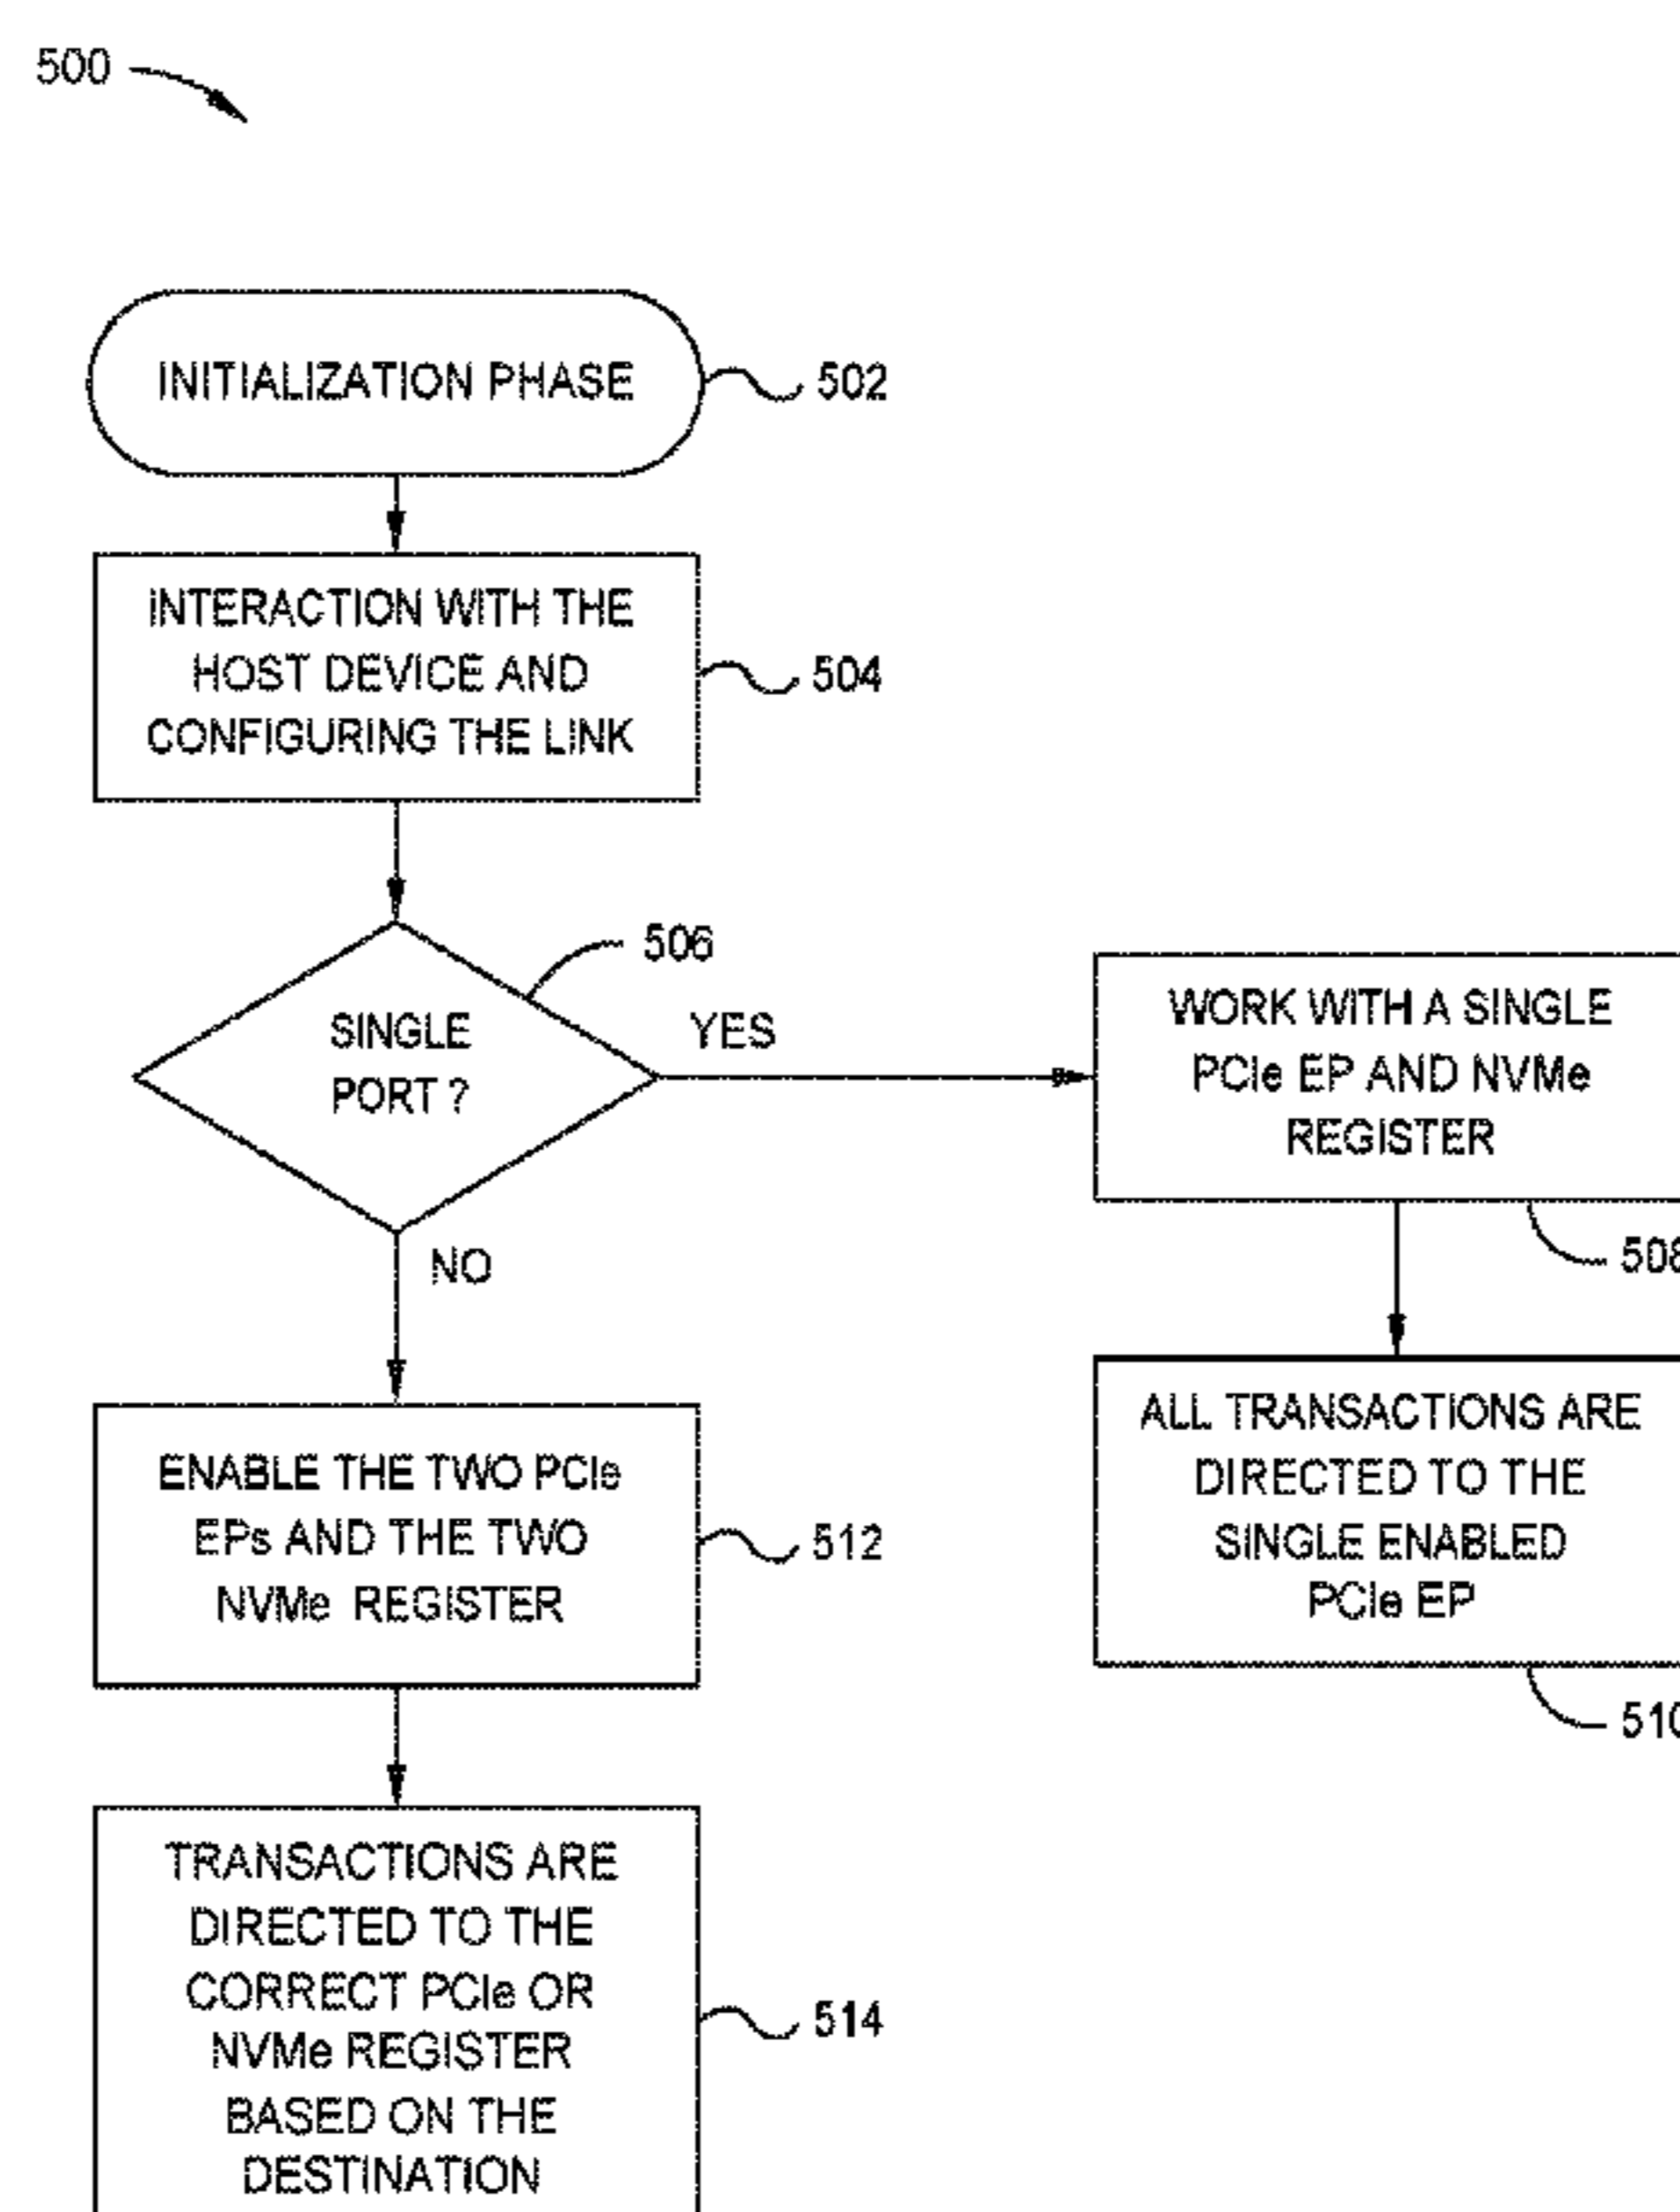 500
INITIALIZATION PHASE
502
INTERACTION WITH THE
HOST DEVICE AND
CONFIGURING THE LINK
504
506
SINGLE
PORT ?
YES
NO
WORK WITH A SINGLE
PCIe EP AND NVMe
REGISTER
508
ALL TRANSACTIONS ARE
DIRECTED TO THE
SINGLE ENABLED
PCIe EP
510
ENABLE THE TWO PCIe
EPs AND THE TWO
NVMe REGISTER
512
TRANSACTIONS ARE
DIRECTED TO THE
CORRECT PCIe OR
NVMe REGISTER
BASED ON THE
DESTINATION
514